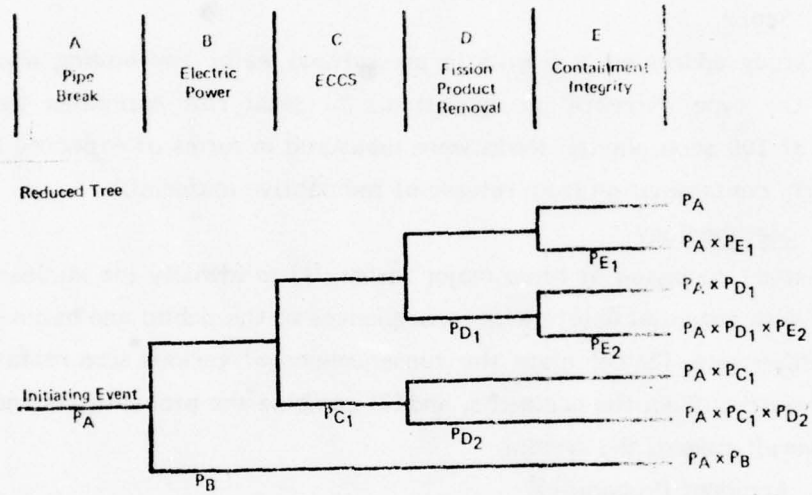 A
Pipe
Break
B
Electric
Power
C
ECCS
D
Fission
Product
Removal
E
Containment
Integrity
Reduced Tree
P_A
P_E1
P_A x P_E1
P_A x P_D1
P_D1
P_E2
P_A x P_D1 x P_E2
P_A x P_C1
Initiating Event
P_A
P_C1
P_A x P_C1 x P_D2
P_D2
P_A x P_B
P_B